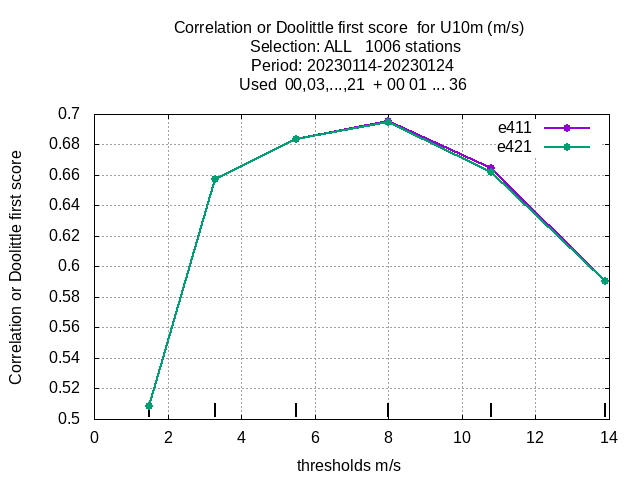 Correlation or Doolittle first score  for U10m (m/s)
Selection: ALL   1006 stations
Period: 20230114-20230124
Used  00,03,...,21  + 00 01 ... 36
Correlation or Doolittle first score
0.7
0.68
0.66
0.64
0.62
0.6
0.58
0.56
0.54
0.52
0.5
e411
e421
0 2 4 6 8 10 12 14
thresholds m/s